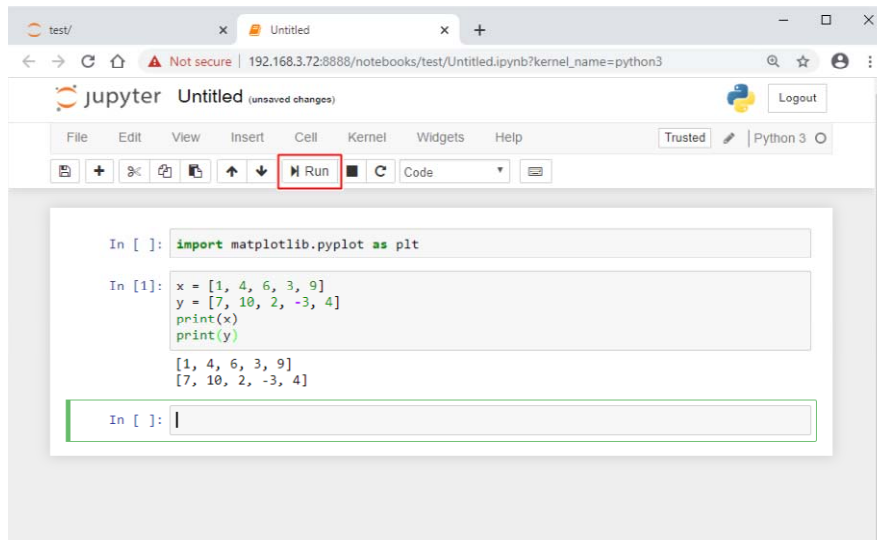 test/
Untitled
Not secure | 192.168.3.72:8888/notebooks/test/Untitled.ipynb?kernel_name=python3
jupyter Untitled (unsaved changes) Logout
File Edit View Insert Cell Kernel Widgets Help Trusted Python 3
Run Code
In [ ]: import matplotlib.pyplot as plt
In [1]: x = [1, 4, 6, 3, 9]
y = [7, 10, 2, -3, 4]
print(x)
print(y)
[1, 4, 6, 3, 9]
[7, 10, 2, -3, 4]
In [ ]: